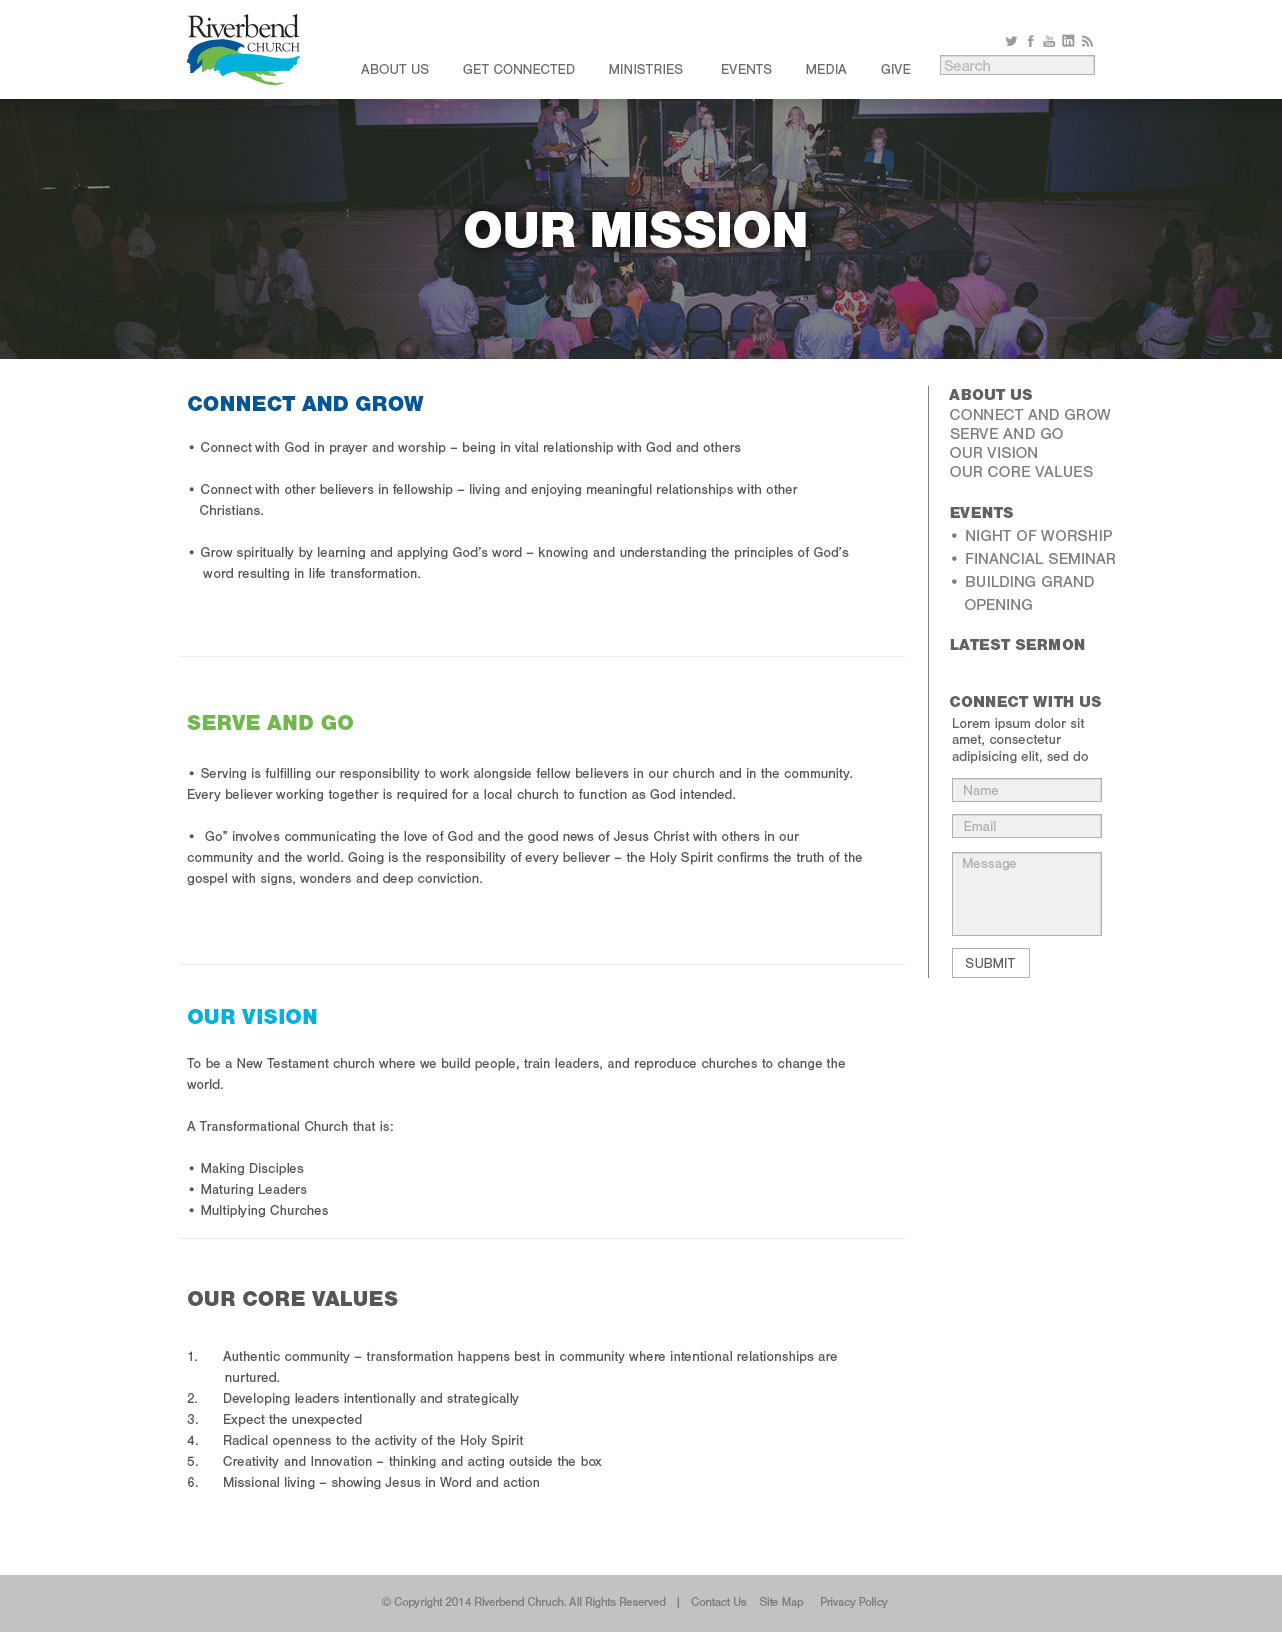 Riverbend
CHURCH
ABOUT US GET CONNECTED MINISTRIES EVENTS MEDIA GIVE
You
Tube
Search
OUR MISSION
CONNECT AND GROW
• Connect with God in prayer and worship – being in vital relationship with God and others
• Connect with other believers in fellowship – living and enjoying meaningful relationships with other
Christians.
• Grow spiritually by learning and applying God’s word – knowing and understanding the principles of God’s
word resulting in life transformation.
SERVE AND GO
• Serving is fulfilling our responsibility to work alongside fellow believers in our church and in the community.
Every believer working together is required for a local church to function as God intended.
• Go” involves communicating the love of God and the good news of Jesus Christ with others in our
community and the world. Going is the responsibility of every believer – the Holy Spirit confirms the truth of the
gospel with signs, wonders and deep conviction.
OUR VISION
To be a New Testament church where we build people, train leaders, and reproduce churches to change the
world.
A Transformational Church that is:
• Making Disciples
• Maturing Leaders
• Multiplying Churches
OUR CORE VALUES
1. Authentic community – transformation happens best in community where intentional relationships are
nurtured.
2. Developing leaders intentionally and strategically
3. Expect the unexpected
4. Radical openness to the activity of the Holy Spirit
5. Creativity and Innovation – thinking and acting outside the box
6. Missional living – showing Jesus in Word and action
ABOUT US
CONNECT AND GROW
SERVE AND GO
OUR VISION
OUR CORE VALUES
EVENTS
• NIGHT OF WORSHIP
• FINANCIAL SEMINAR
• BUILDING GRAND
OPENING
LATEST SERMON
CONNECT WITH US
Lorem ipsum dolor sit
amet, consectetur
adipisicing elit, sed do
Name
Email
Message
SUBMIT
© Copyright 2014 Riverbend Chruch. All Rights Reserved | Contact Us Site Map Privacy Policy